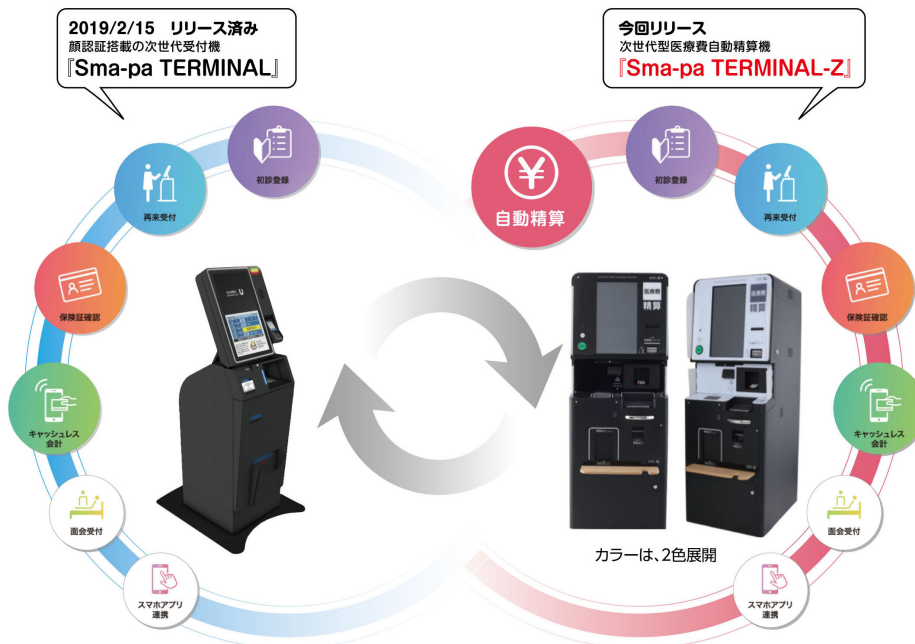 2019/2/15 リリース済み
顔認証搭載の次世代受付機
『Sma-pa TERMINAL』
今回リリース
次世代型医療費自動精算機
『Sma-pa TERMINAL-Z』
初診登録
再来受付
保険証確認
キャッシュレス
会計
面会受付
スマホアプリ
連携
自動精算
初診登録
再来受付
保険証確認
キャッシュレス
会計
面会受付
スマホアプリ
連携
医療費
精算
医療費
精算
カラーは、2色展開